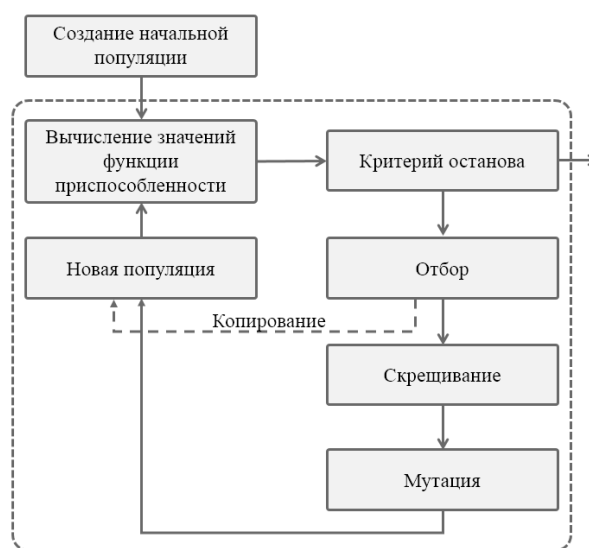 Создание начальной
популяции
Вычисление значений
функции
приспособленности
Критерий останова
Новая популяция
Отбор
Копирование
Скрещивание
Мутация